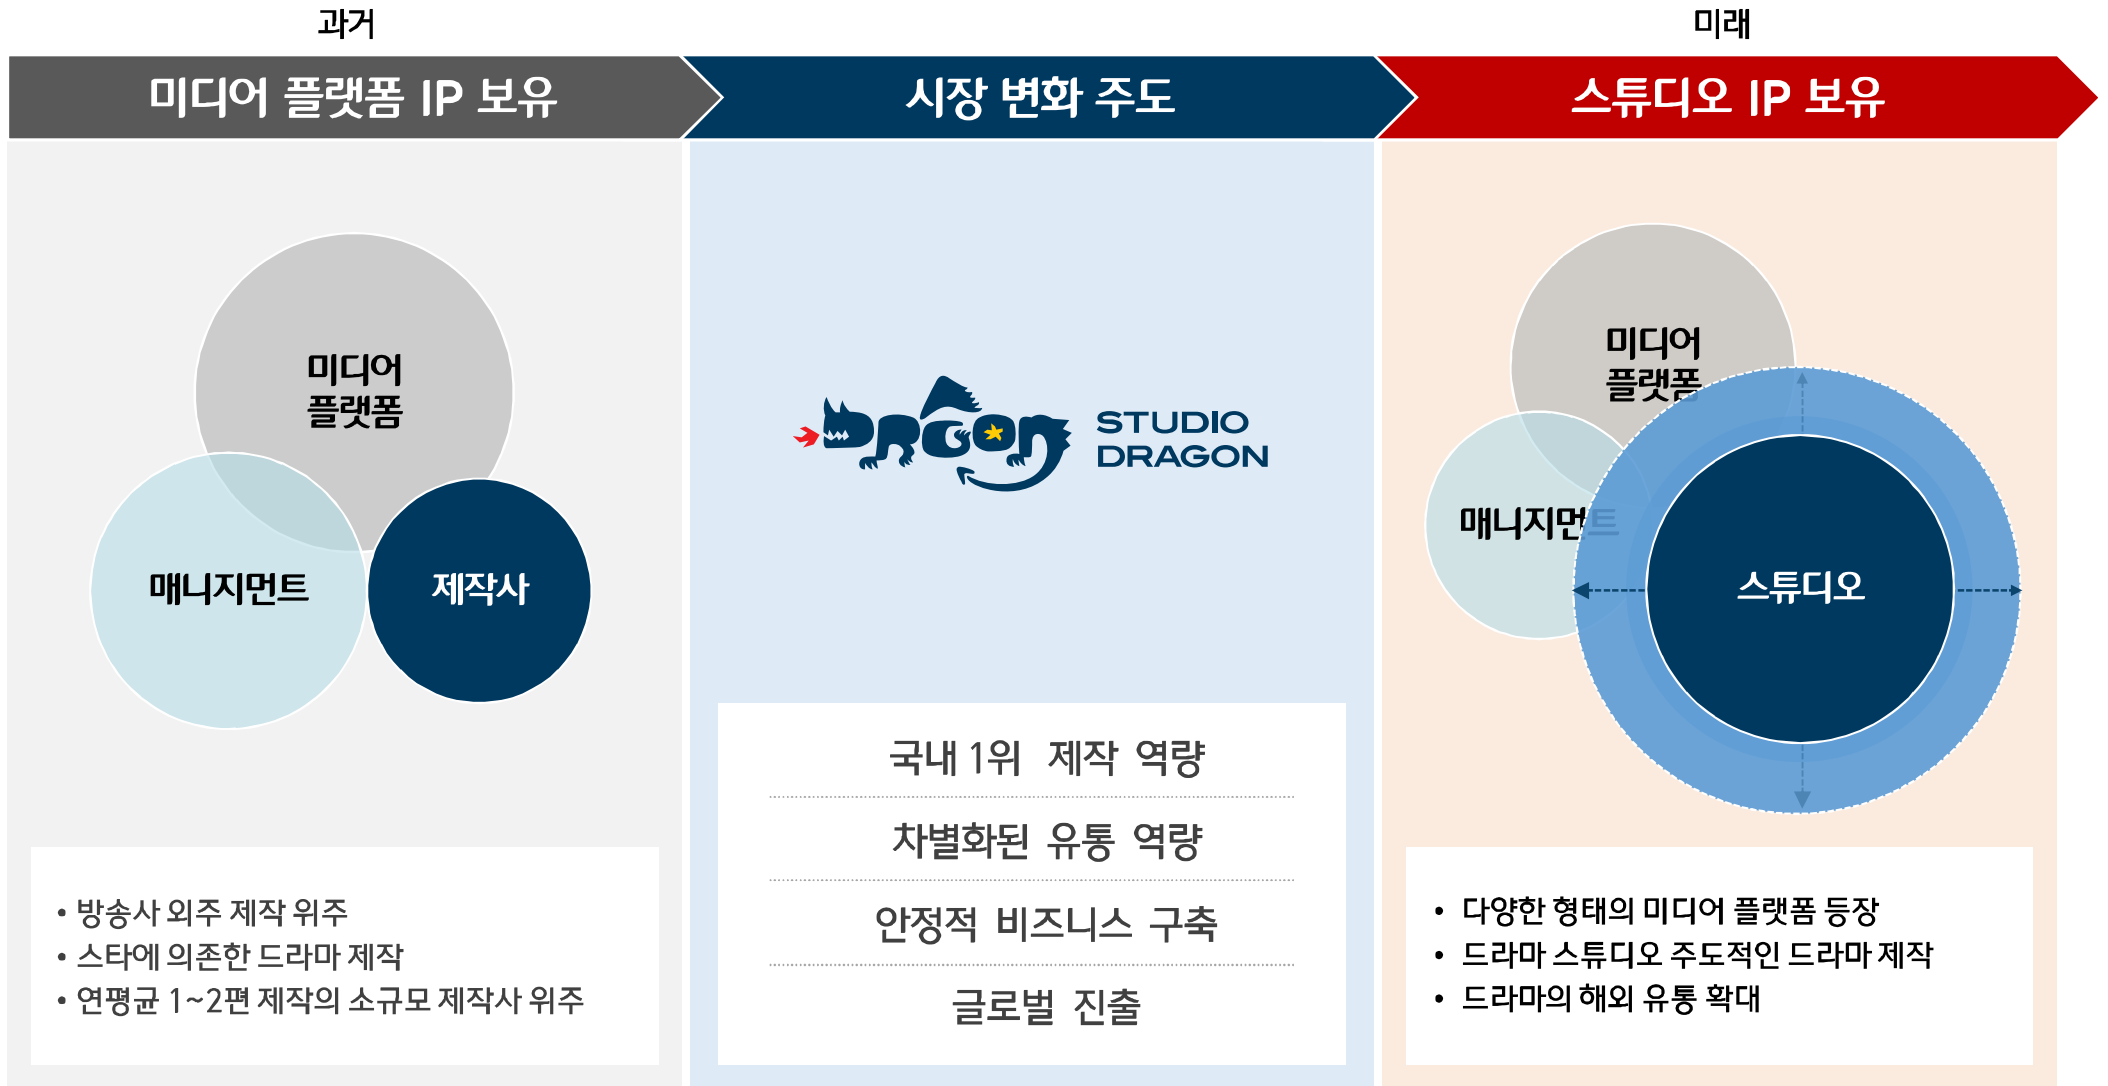 과거
미래
미디어 플랫폼 IP 보유
시장 변화 주도
스튜디오 IP 보유
미디어
플랫폼
매니지먼트
제작사
• 방송사 외주 제작 위주
• 스타에 의존한 드라마 제작
• 연평균 1~2편 제작의 소규모 제작사 위주
DRAGON
STUDIO
DRAGON
국내 1위 제작 역량
차별화된 유통 역량
안정적 비즈니스 구축
글로벌 진출
미디어
플랫폼
매니지먼트
스튜디오
• 다양한 형태의 미디어 플랫폼 등장
• 드라마 스튜디오 주도적인 드라마 제작
• 드라마의 해외 유통 확대